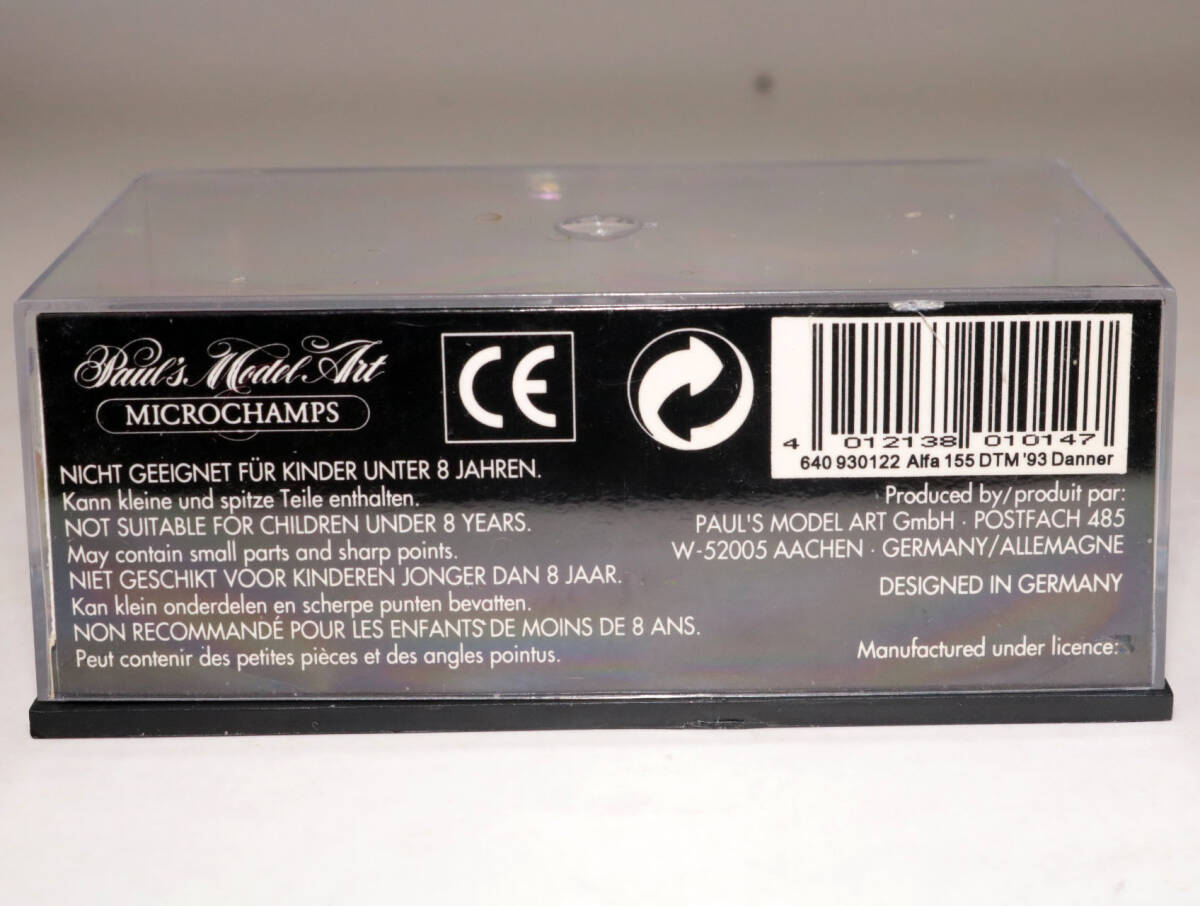 Paul's Model Art
MICROCHAMPS
CE
4 012138 010147
640 930122 Alfa 155 DTM '93 Danner
NICHT GEEIGNET FÜR KINDER UNTER 8 JAHREN.
Kann kleine und spitze Teile enthalten.
NOT SUITABLE FOR CHILDREN UNDER 8 YEARS.
May contain small parts and sharp points.
NIET GESCHIKT VOOR KINDEREN JONGER DAN 8 JAAR.
Kan klein onderdelen en scherpe punten bevatten.
NON RECOMMANDÉ POUR LES ENFANTS DE MOINS DE 8 ANS.
Peut contenir des petites pièces et des angles pointus.
Produced by/produit par:
PAUL'S MODEL ART GmbH · POSTFACH 485
W-52005 AACHEN · GERMANY/ALLEMAGNE
DESIGNED IN GERMANY
Manufactured under licence: